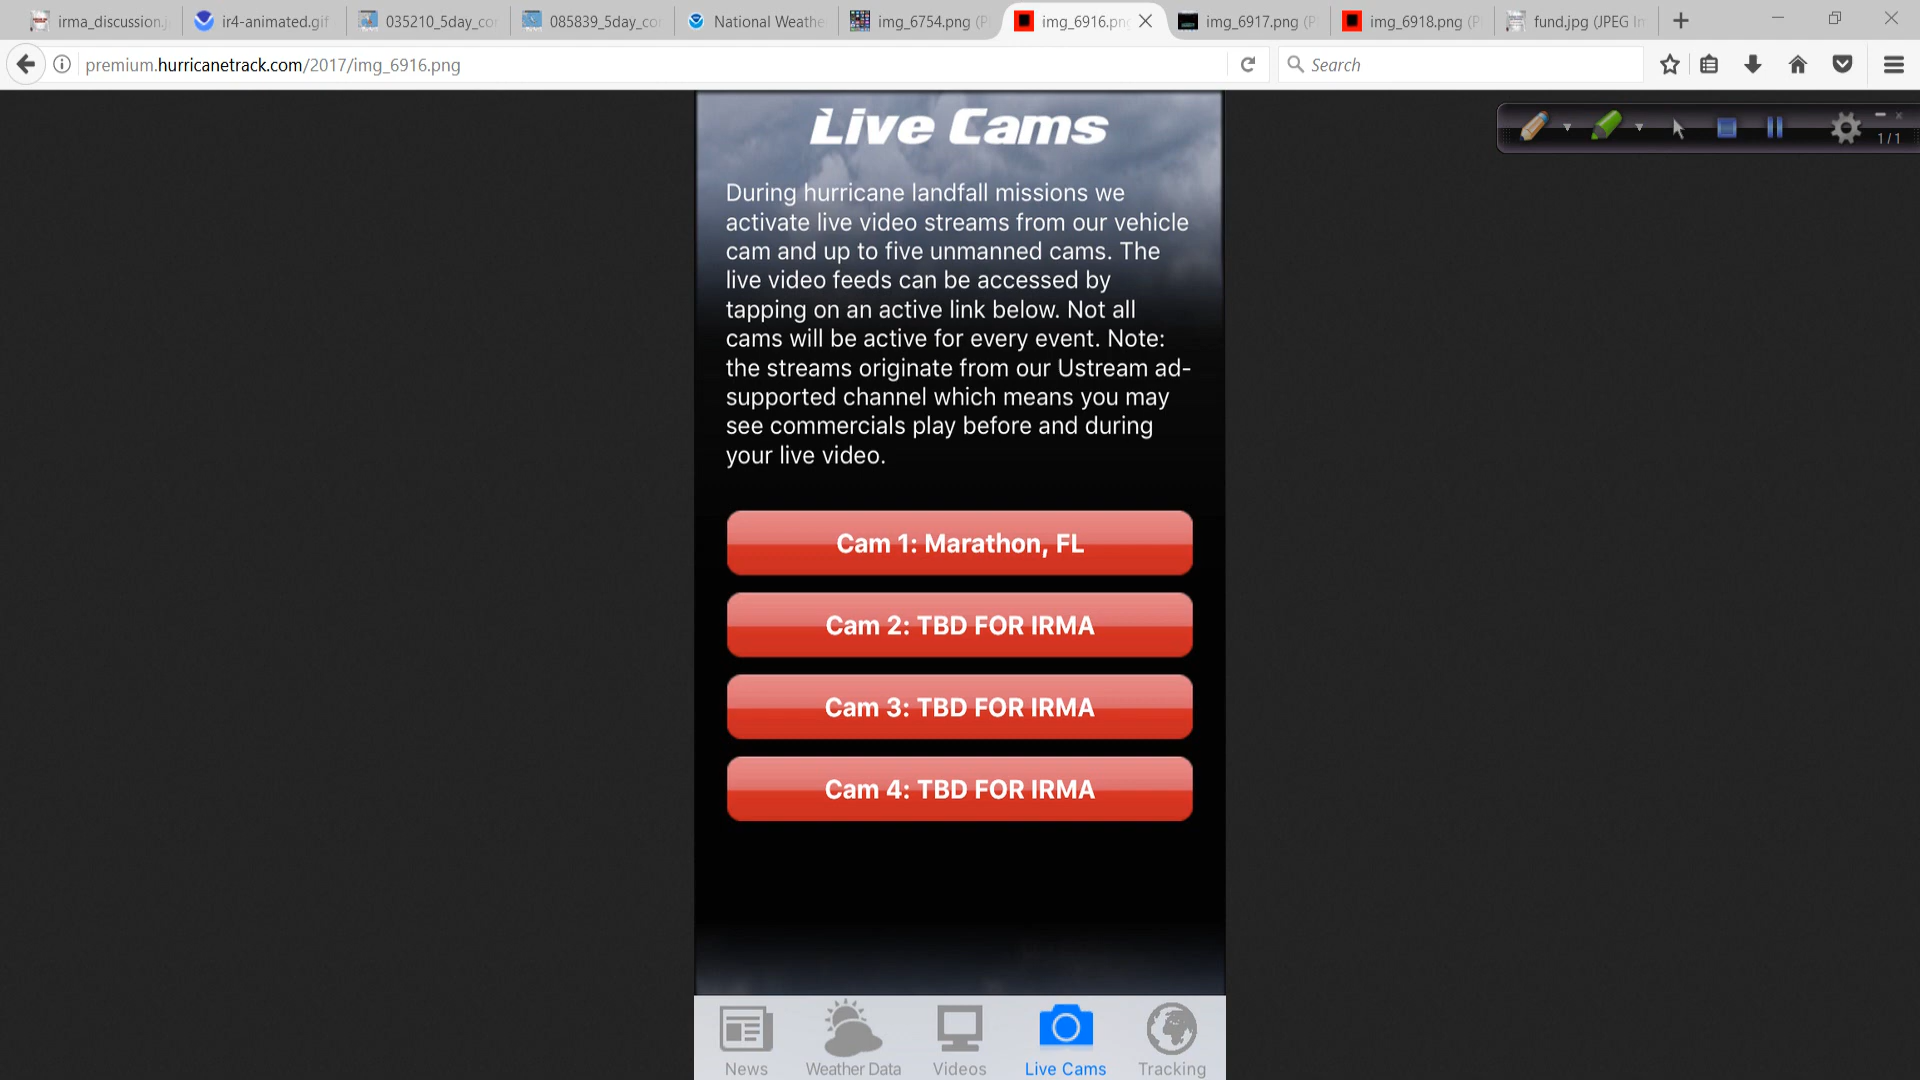 irma_discussion.j
ir4-animated.gif
035210_5day_co
085839_5day_co
National Weathe
img_6754.png (P
img_6916.png
img_6917.png (P
img_6918.png (P
fund.jpg (JPEG Im
premium.hurricanetrack.com/2017/img_6916.png
Search
1/1
Live Cams
During hurricane landfall missions we
activate live video streams from our vehicle
cam and up to five unmanned cams. The
live video feeds can be accessed by
tapping on an active link below. Not all
cams will be active for every event. Note:
the streams originate from our Ustream ad-
supported channel which means you may
see commercials play before and during
your live video.
Cam 1: Marathon, FL
Cam 2: TBD FOR IRMA
Cam 3: TBD FOR IRMA
Cam 4: TBD FOR IRMA
News
Weather Data
Videos
Live Cams
Tracking